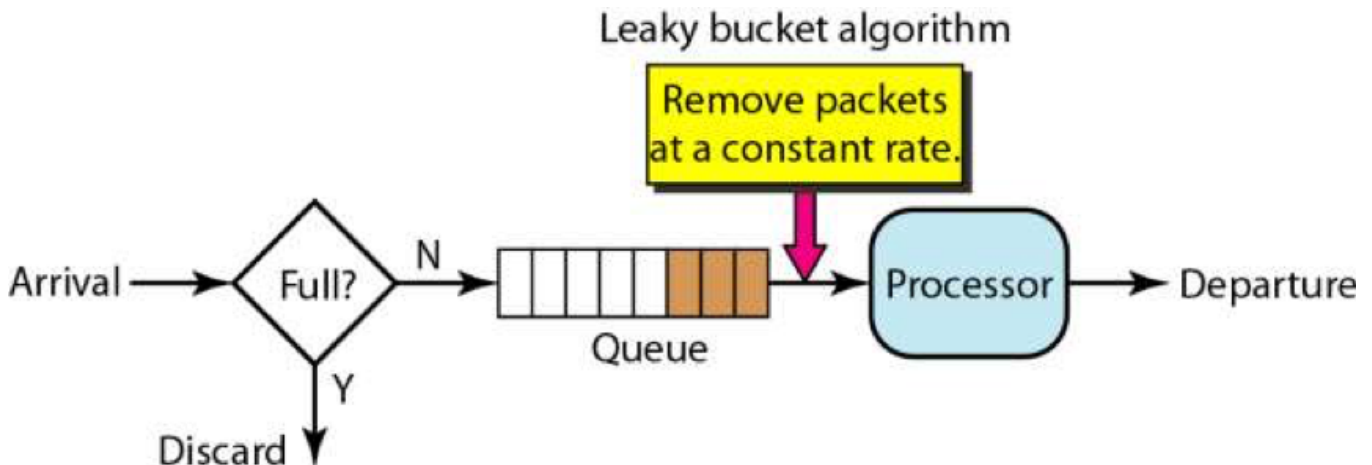 Leaky bucket algorithm
Remove packets
at a constant rate.
Arrival
Full?
N
Y
Discard
Queue
Processor
Departure